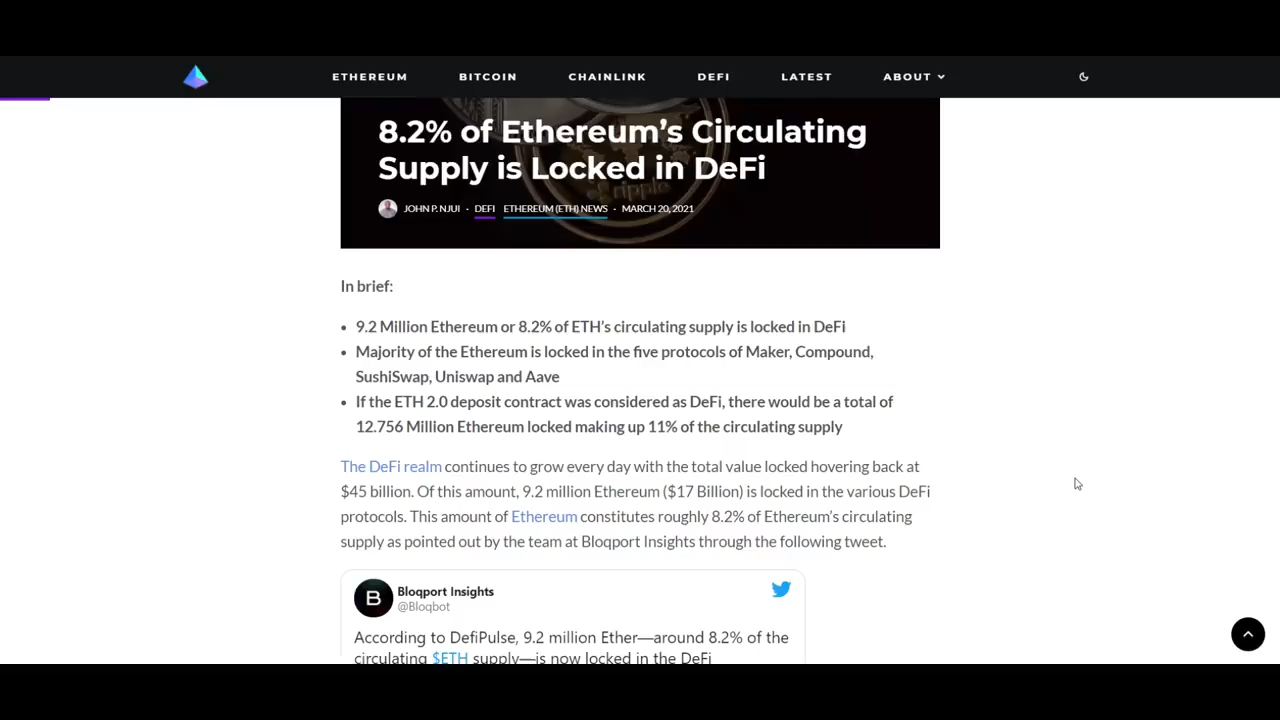 ETHEREUM BITCOIN CHAINLINK DEFI LATEST ABOUT
8.2% of Ethereum’s Circulating
Supply is Locked in DeFi
ripple
JOHN P. NJUI - DEFI ETHEREUM (ETH) NEWS - MARCH 20, 2021
In brief:
• 9.2 Million Ethereum or 8.2% of ETH’s circulating supply is locked in DeFi
• Majority of the Ethereum is locked in the five protocols of Maker, Compound,
SushiSwap, Uniswap and Aave
• If the ETH 2.0 deposit contract was considered as DeFi, there would be a total of
12.756 Million Ethereum locked making up 11% of the circulating supply
The DeFi realm continues to grow every day with the total value locked hovering back at
$45 billion. Of this amount, 9.2 million Ethereum ($17 Billion) is locked in the various DeFi
protocols. This amount of Ethereum constitutes roughly 8.2% of Ethereum’s circulating
supply as pointed out by the team at Bloqport Insights through the following tweet.
B
Bloqport Insights
@Bloqbot
According to DefiPulse, 9.2 million Ether—around 8.2% of the
circulating $ETH supply—is now locked in the DeFi